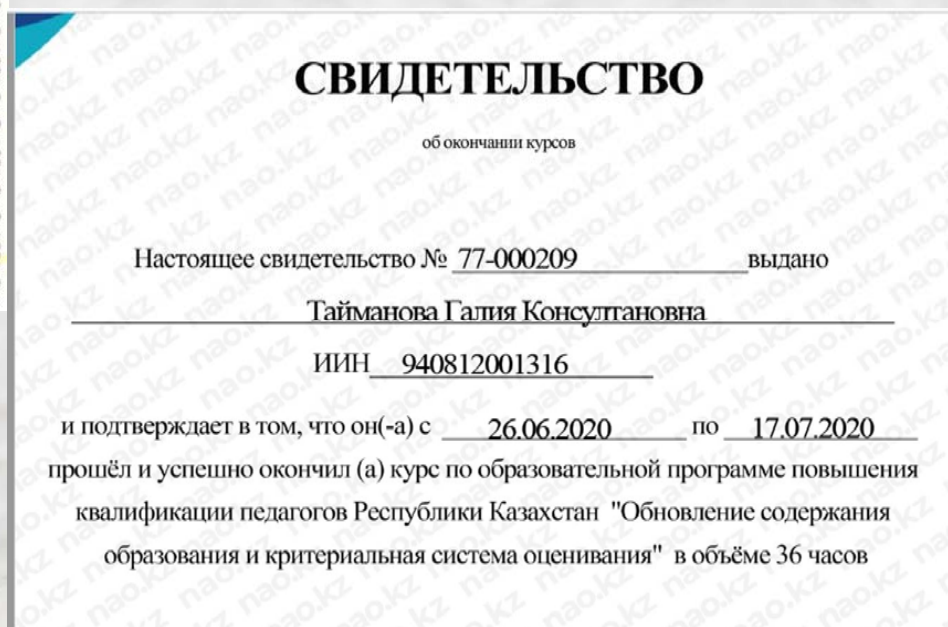 СВИДЕТЕЛЬСТВО
об окончании курсов
Настоящее свидетельство № 77-000209 выдано
Тайманова Галия Консултановна
ИИН 940812001316
и подтверждает в том, что он(-а) с 26.06.2020 по 17.07.2020
прошёл и успешно окончил (а) курс по образовательной программе повышения
квалификации педагогов Республики Казахстан "Обновление содержания
образования и критериальная система оценивания" в объёме 36 часов
nao.kz